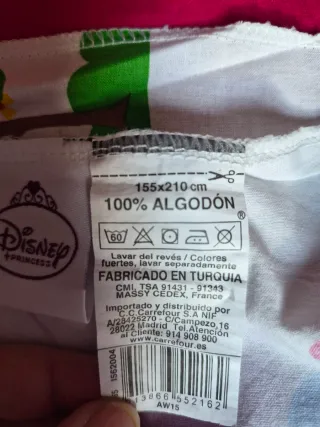 155x210 cm
100% ALGODÓN
®
60
Lavar del revés / Colores
fuertes, lavar separadamente
FABRICADO EN TURQUIA
CMI, TSA 91431 - 91343
MASSY CEDEX, France
Importado y distribuido por
C.C.Carrefour S.A NIF
A/28425270 - C/Campezo,16
28022 Madrid Tel.Atención
al Cliente: 914 908 900
www.carrefour.es
1562004
AW15
Disney
PRINCESS